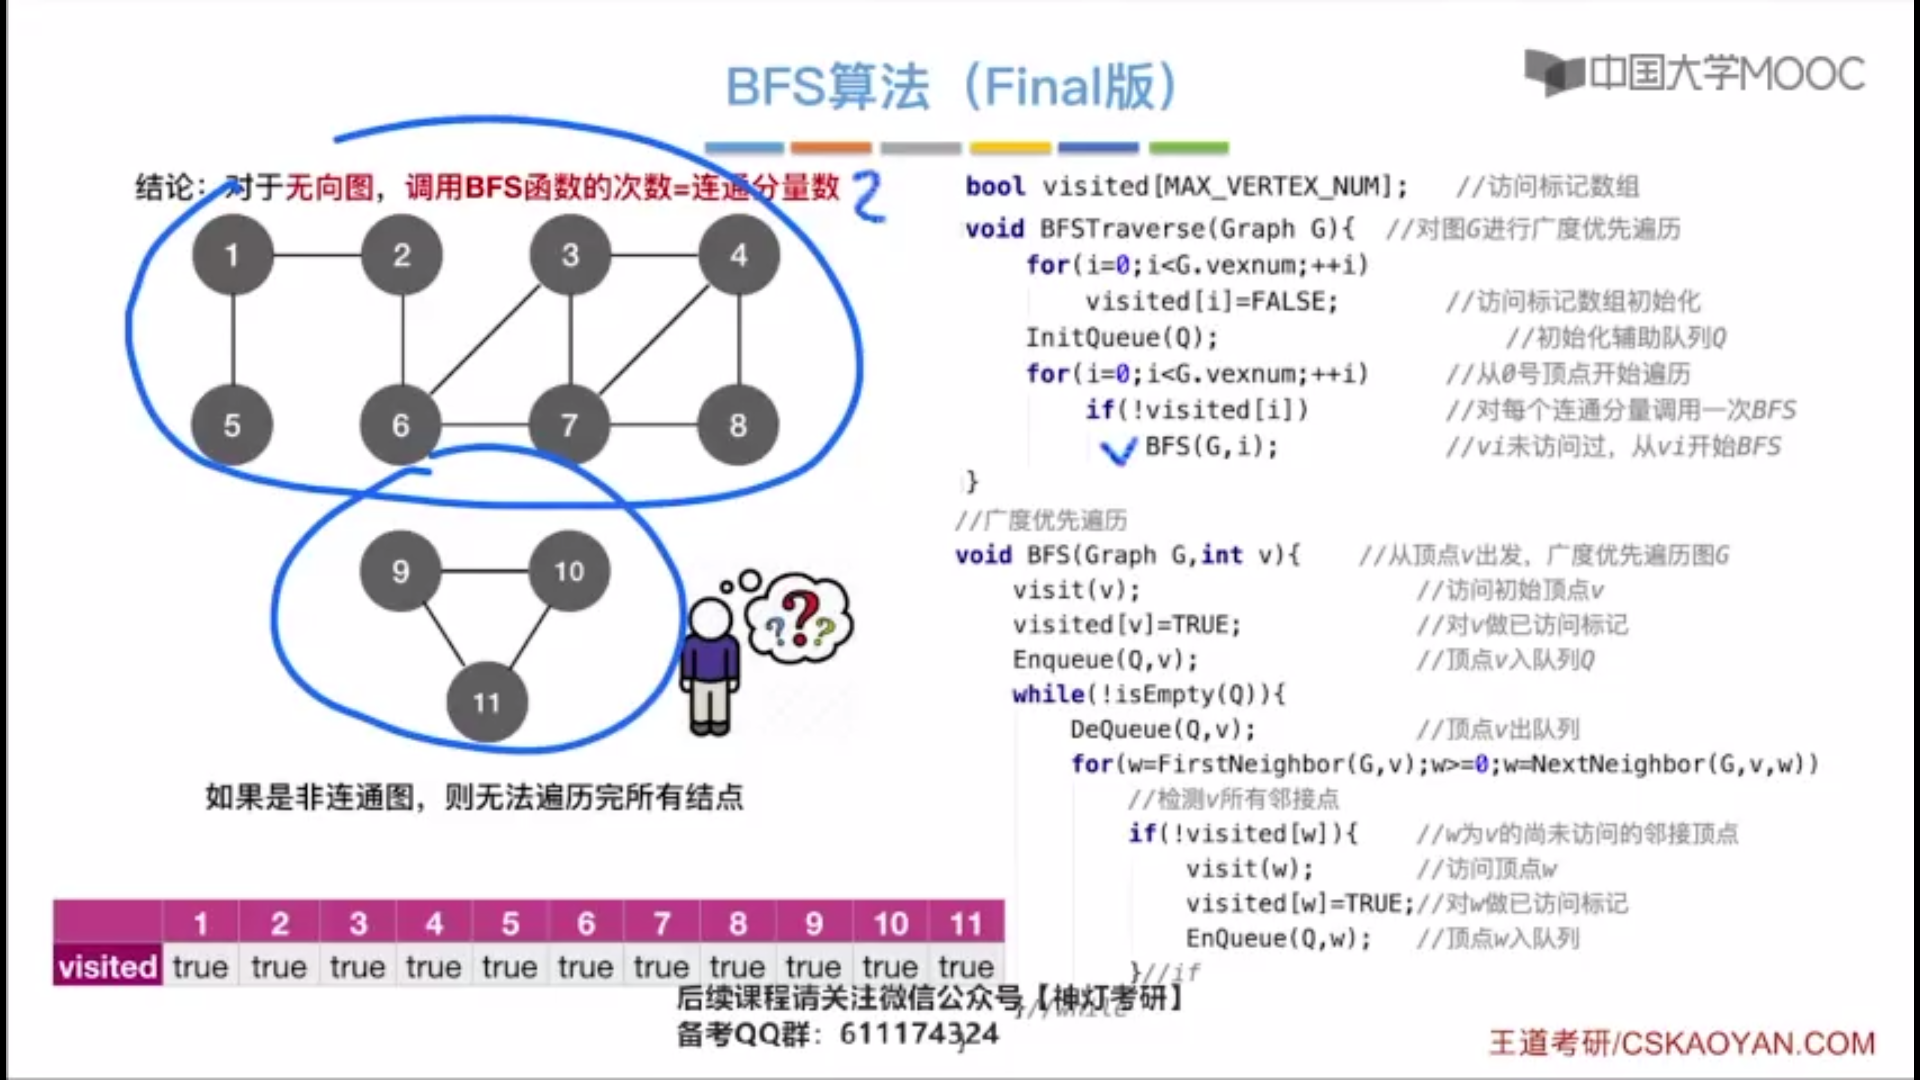 BFS算法（Final版）
中国大学MOOC
结论：对于无向图，调用BFS函数的次数=连通分量数 2
1 2 3 4
5 6 7 8
9 10
11
? ? ?
如果是非连通图，则无法遍历完所有结点
1 2 3 4 5 6 7 8 9 10 11
visited true true true true true true true true true true true
bool visited[MAX_VERTEX_NUM]; //访问标记数组
void BFSTraverse(Graph G){ //对图G进行广度优先遍历
for(i=0;i<G.vexnum;++i)
visited[i]=FALSE; //访问标记数组初始化
InitQueue(Q); //初始化辅助队列Q
for(i=0;i<G.vexnum;++i) //从0号顶点开始遍历
if(!visited[i]) //对每个连通分量调用一次BFS
BFS(G,i); //vi未访问过，从vi开始BFS
}
//广度优先遍历
void BFS(Graph G,int v){ //从顶点v出发，广度优先遍历图G
visit(v); //访问初始顶点v
visited[v]=TRUE; //对v做已访问标记
Enqueue(Q,v); //顶点v入队列Q
while(!isEmpty(Q)){
DeQueue(Q,v); //顶点v出队列
for(w=FirstNeighbor(G,v);w>=0;w=NextNeighbor(G,v,w))
//检测v所有邻接点
if(!visited[w]){ //w为v的尚未访问的邻接顶点
visit(w); //访问顶点w
visited[w]=TRUE;//对w做已访问标记
EnQueue(Q,w); //顶点w入队列
}//if
}//while
}
后续课程请关注微信公众号【神灯考研】
备考QQ群：611174324
王道考研/CSKAOYAN.COM